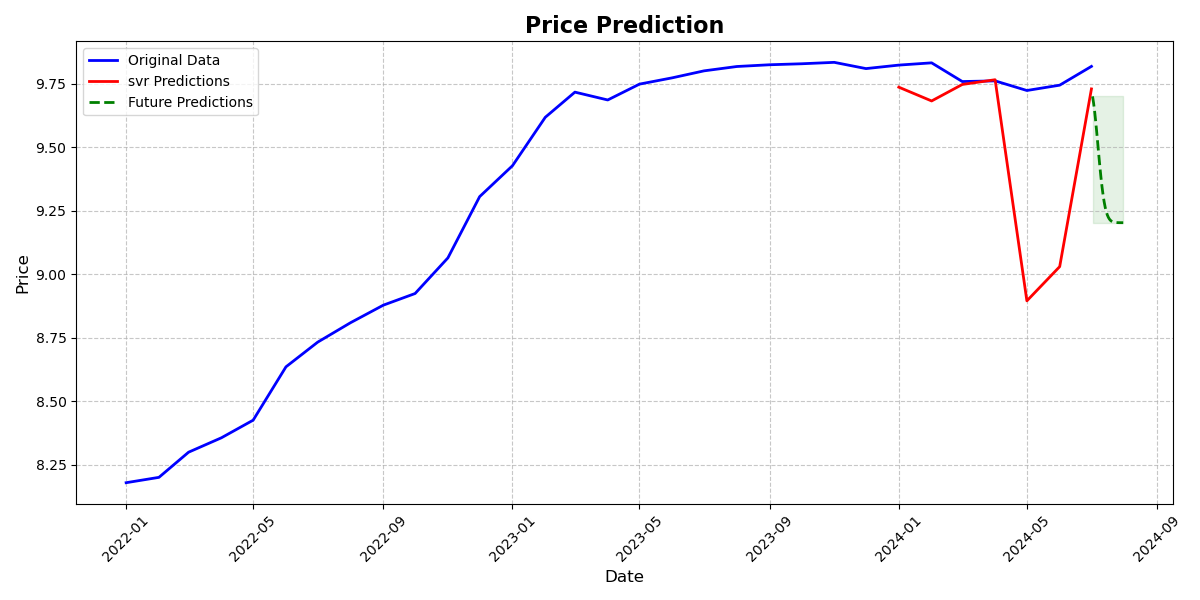 Price Prediction
Original Data
svr Predictions
Future Predictions
Price
9.75
9.50
9.25
9.00
8.75
8.50
8.25
2022-01
2022-05
2022-09
2023-01
2023-05
2023-09
2024-01
2024-05
2024-09
Date